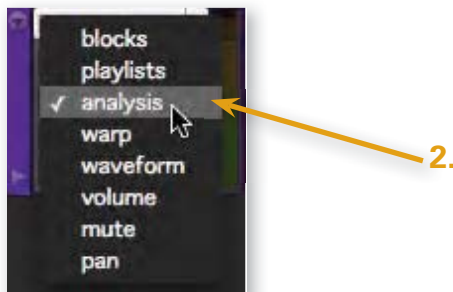 blocks
playlists
✓ analysis
warp
waveform
volume
mute
pan
2.